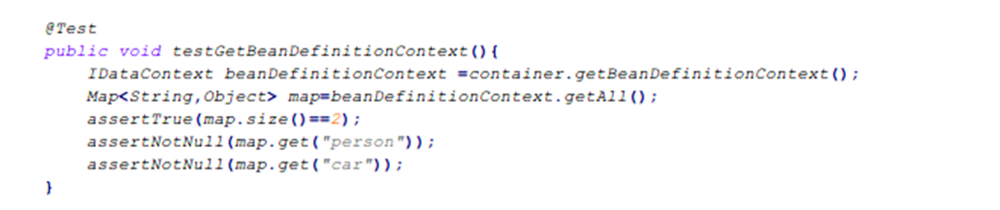 @Test
public void testGetBeanDefinitionContext(){
    IDataContext beanDefinitionContext =container.getBeanDefinitionContext();
    Map<String,Object> map=beanDefinitionContext.getAll();
    assertTrue(map.size()==2);
    assertNotNull(map.get("person"));
    assertNotNull(map.get("car"));
}